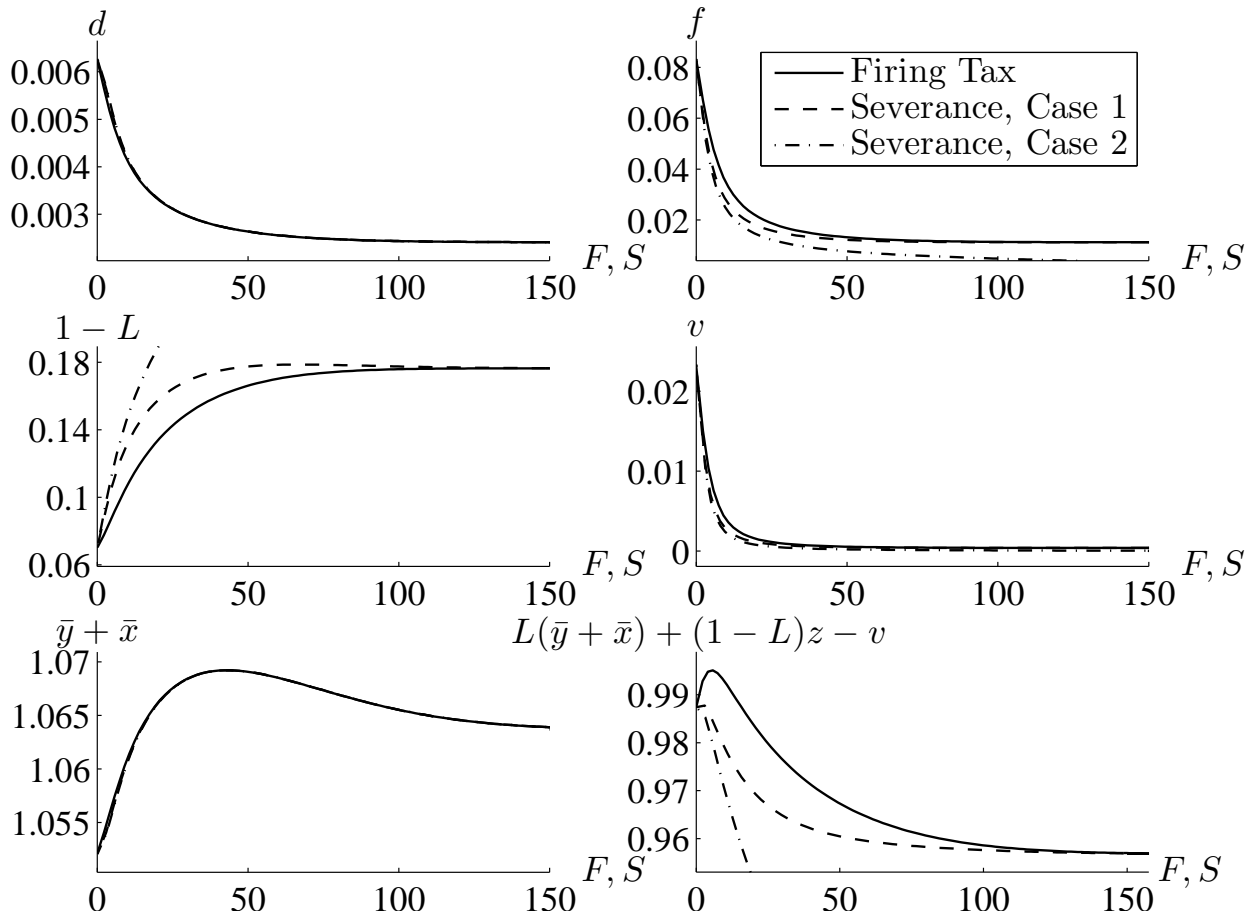 d
0.006
0.005
0.004
0.003
0 50 100 150
F, S
f
0.08
0.06
0.04
0.02
0 50 100 150
F, S
Firing Tax
Severance, Case 1
Severance, Case 2
1 − L
0.18
0.14
0.1
0.06
0 50 100 150
F, S
v
0.02
0.01
0
0 50 100 150
F, S
ȳ + x̄
1.07
1.065
1.06
1.055
0 50 100 150
F, S
L(ȳ + x̄) + (1 − L)z − v
0.99
0.98
0.97
0.96
0 50 100 150
F, S